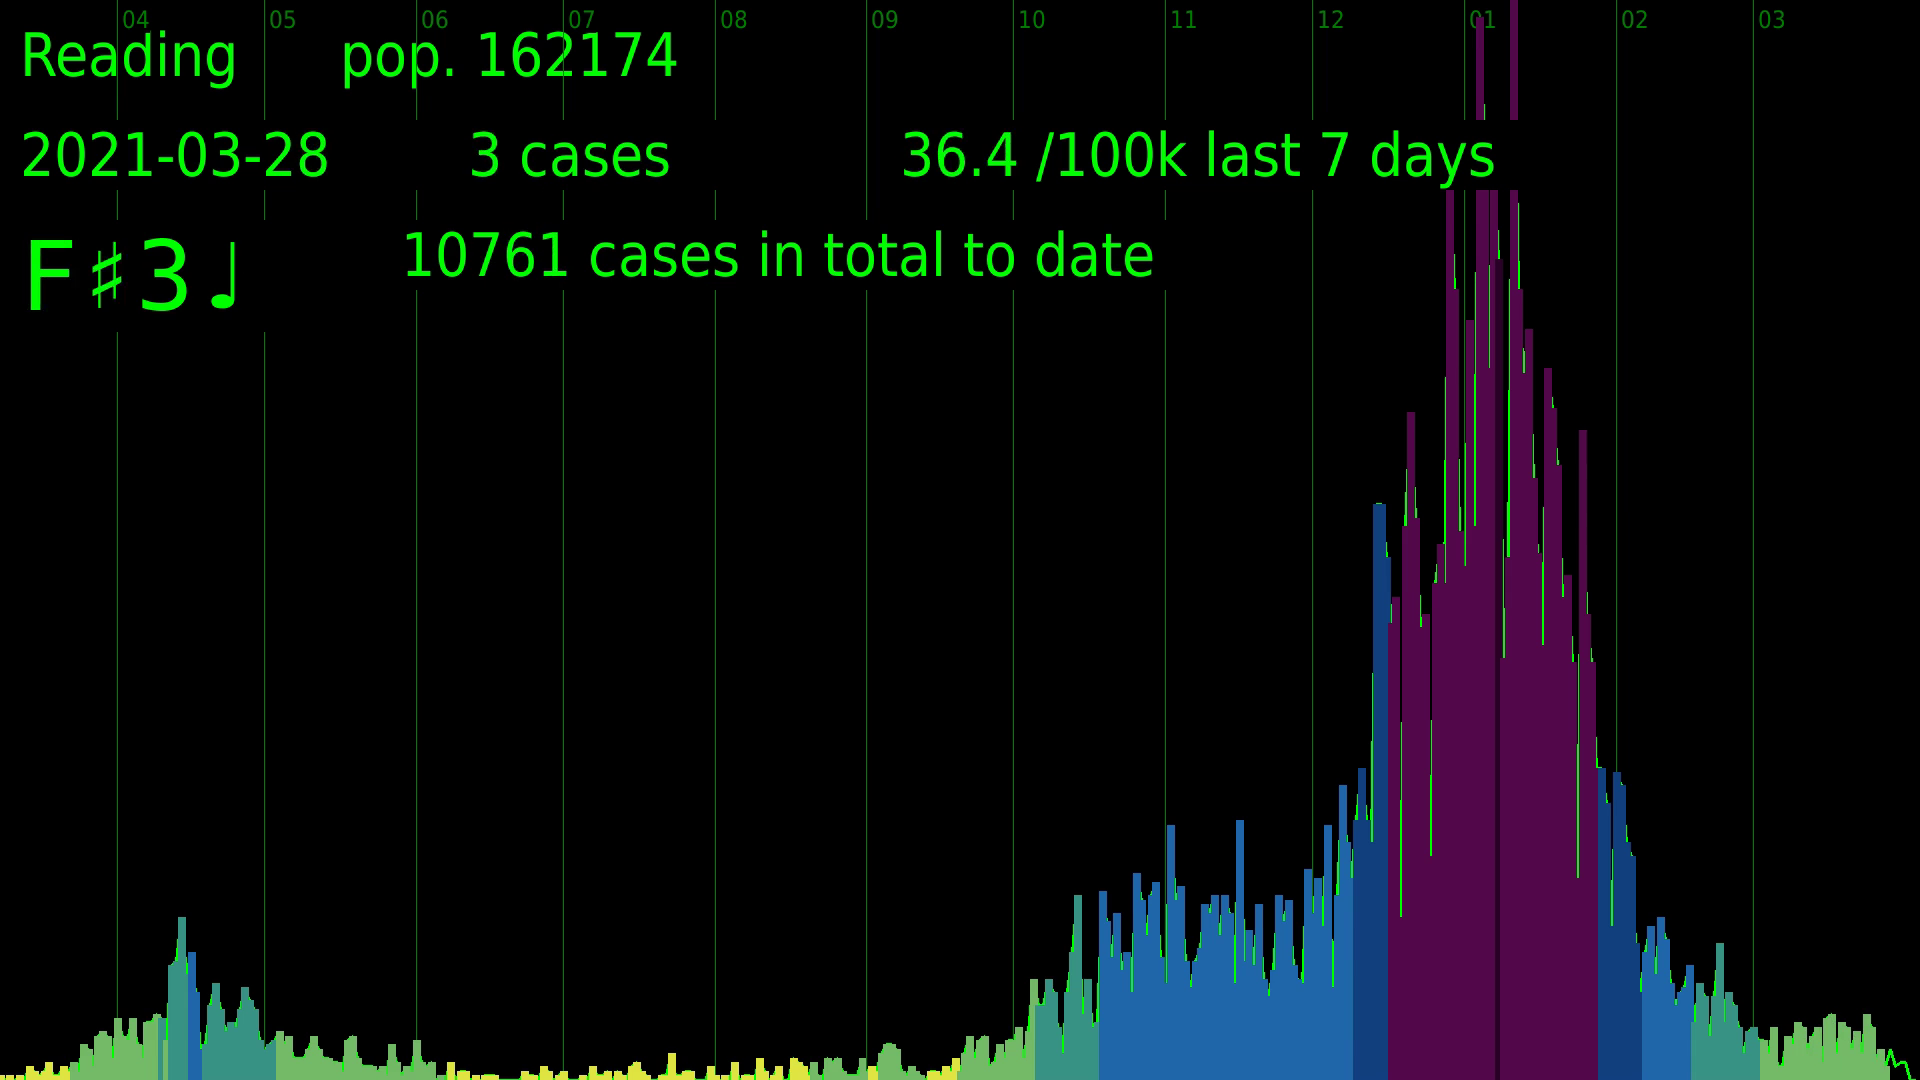 04 05 06 07 08 09 10 11 12 01 02 03
Reading pop. 162174
2021-03-28 3 cases 36.4 /100k last 7 days
F♯3♩ 10761 cases in total to date